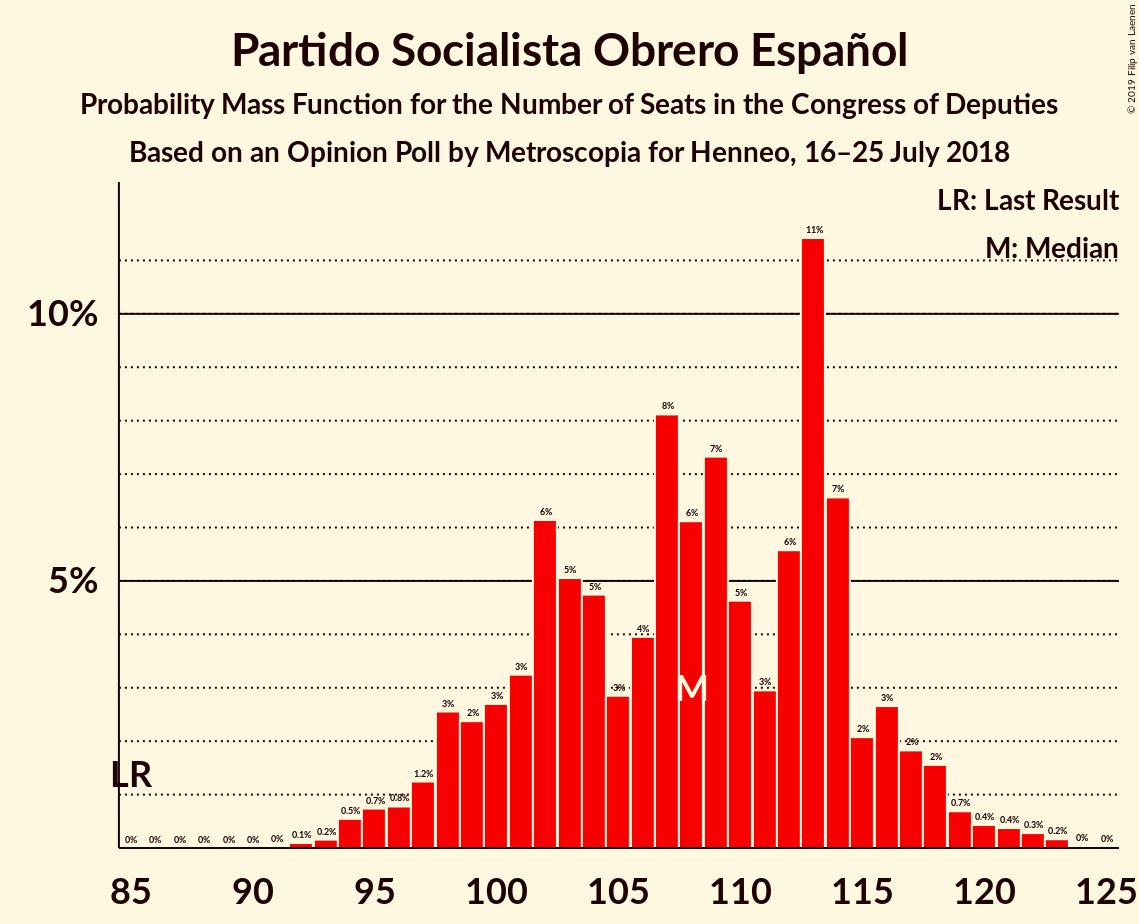 Partido Socialista Obrero Español
Probability Mass Function for the Number of Seats in the Congress of Deputies
Based on an Opinion Poll by Metroscopia for Henneo, 16–25 July 2018
© 2019 Filip van Laenen
LR: Last Result
M: Median
10%
5%
LR
M
0% 0% 0% 0% 0% 0% 0% 0.1% 0.2% 0.5% 0.7% 0.8% 1.2% 3% 2% 3% 3% 6% 5% 5% 3% 4% 8% 6% 7% 5% 3% 6% 11% 7% 2% 3% 2% 2% 0.7% 0.4% 0.4% 0.3% 0.2% 0% 0%
85 90 95 100 105 110 115 120 125